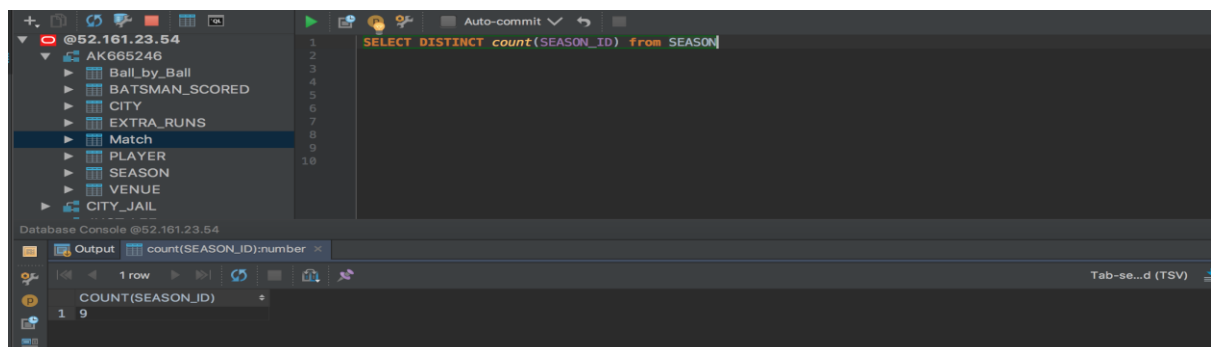 Auto-commit
@52.161.23.54
AK665246
Ball_by_Ball
BATSMAN_SCORED
CITY
EXTRA_RUNS
Match
PLAYER
SEASON
VENUE
CITY_JAIL
1 SELECT DISTINCT count(SEASON_ID) from SEASON
2
3
4
5
6
7
8
9
10
Database Console @52.161.23.54
Output count(SEASON_ID):number
1 row Tab-se...d (TSV)
COUNT(SEASON_ID)
1 9